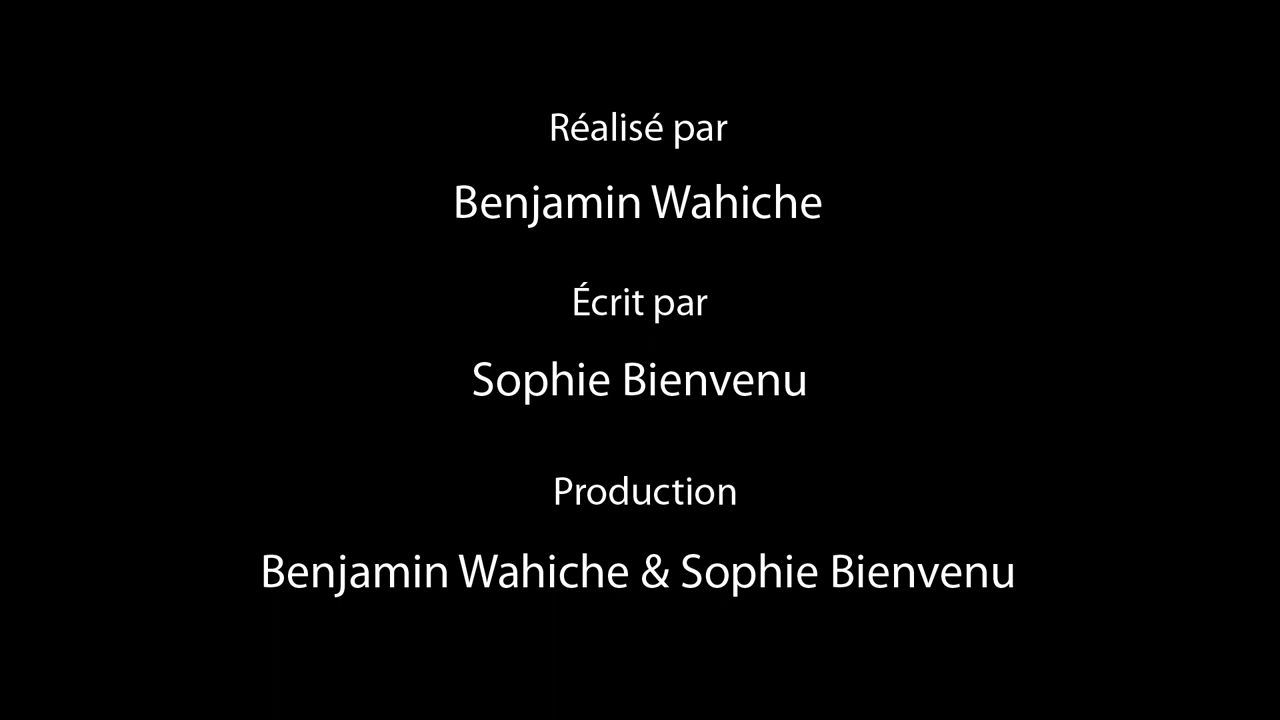 Réalisé par
Benjamin Wahiche
Écrit par
Sophie Bienvenu
Production
Benjamin Wahiche & Sophie Bienvenu